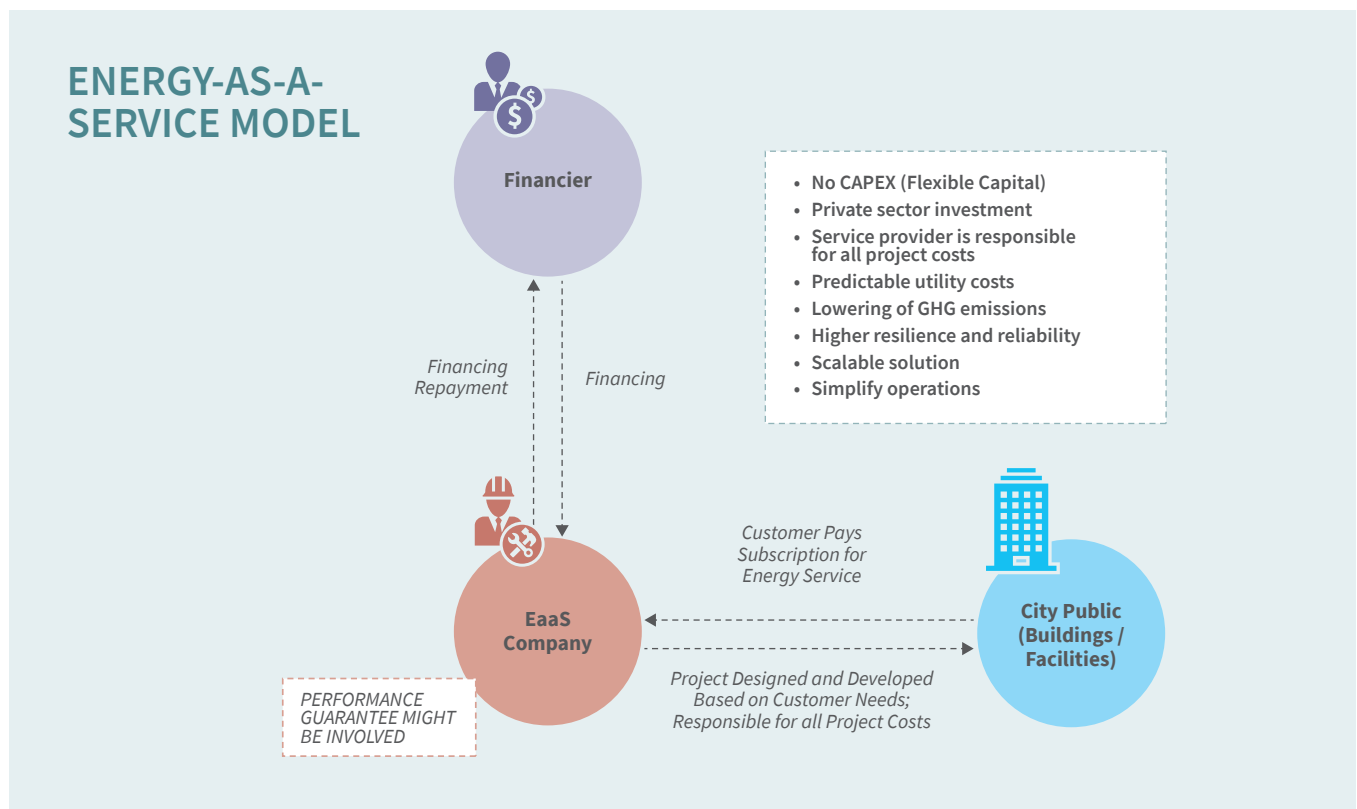 ENERGY-AS-A-
SERVICE MODEL
$
$
Financier
• No CAPEX (Flexible Capital)
• Private sector investment
• Service provider is responsible
for all project costs
• Predictable utility costs
• Lowering of GHG emissions
• Higher resilience and reliability
• Scalable solution
• Simplify operations
Financing
Repayment
Financing
Customer Pays
Subscription for
Energy Service
EaaS
Company
City Public
(Buildings /
Facilities)
Project Designed and Developed
Based on Customer Needs;
Responsible for all Project Costs
PERFORMANCE
GUARANTEE MIGHT
BE INVOLVED